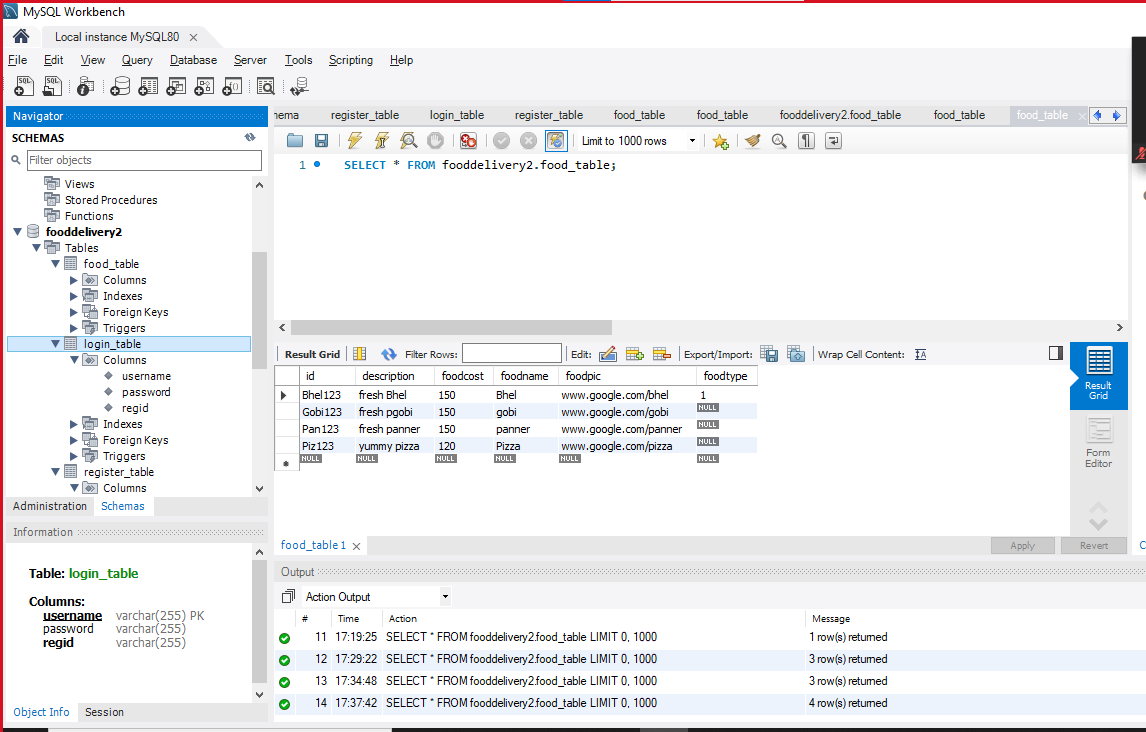 MySQL Workbench
Local instance MySQL80
File Edit View Query Database Server Tools Scripting Help
Navigator
SCHEMAS
Filter objects
Views
Stored Procedures
Functions
fooddelivery2
Tables
food_table
Columns
Indexes
Foreign Keys
Triggers
login_table
Columns
username
password
regid
Indexes
Foreign Keys
Triggers
register_table
Columns
Administration Schemas
Information
Table: login_table
Columns:
username varchar(255) PK
password varchar(255)
regid varchar(255)
Object Info Session
hema register_table login_table register_table food_table food_table fooddelivery2.food_table food_table food_table
Limit to 1000 rows
1 SELECT * FROM fooddelivery2.food_table;
Result Grid Filter Rows: Edit: Export/Import: Wrap Cell Content:
id description foodcost foodname foodpic foodtype
Bhel123 fresh Bhel 150 Bhel www.google.com/bhel 1
Gobi123 fresh pgobi 150 gobi www.google.com/gobi NULL
Pan123 fresh panner 150 panner www.google.com/panner NULL
Piz123 yummy pizza 120 Pizza www.google.com/pizza NULL
NULL NULL NULL NULL NULL NULL
Result
Grid
Form
Editor
food_table 1
Apply Revert
Output
Action Output
# Time Action Message
11 17:19:25 SELECT * FROM fooddelivery2.food_table LIMIT 0, 1000 1 row(s) returned
12 17:29:22 SELECT * FROM fooddelivery2.food_table LIMIT 0, 1000 3 row(s) returned
13 17:34:48 SELECT * FROM fooddelivery2.food_table LIMIT 0, 1000 3 row(s) returned
14 17:37:42 SELECT * FROM fooddelivery2.food_table LIMIT 0, 1000 4 row(s) returned